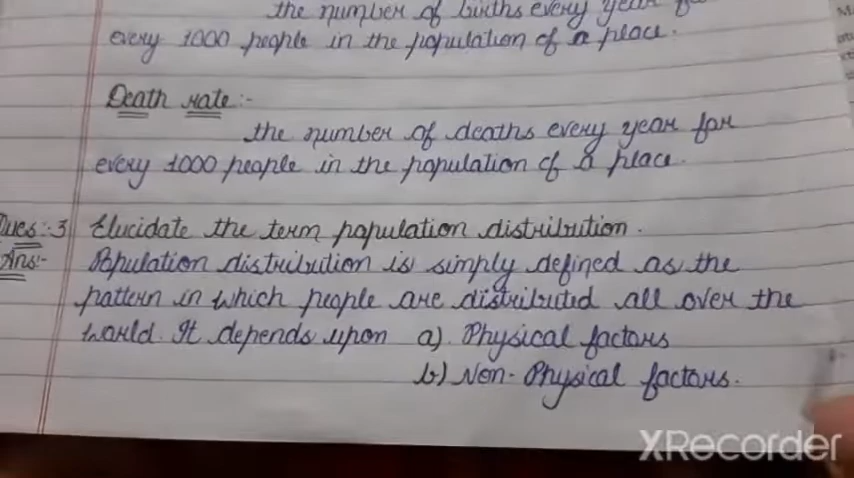 the number of births every year for
every 1000 people in the population of a place.
Death rate:-
the number of deaths every year for
every 1000 people in the population of a place.
Ques:-3 Elucidate the term population distribution.
Ans:- Population distribution is simply defined as the
pattern in which people are distributed all over the
world. It depends upon a). Physical factors
b) Non-Physical factors.
XRecorder